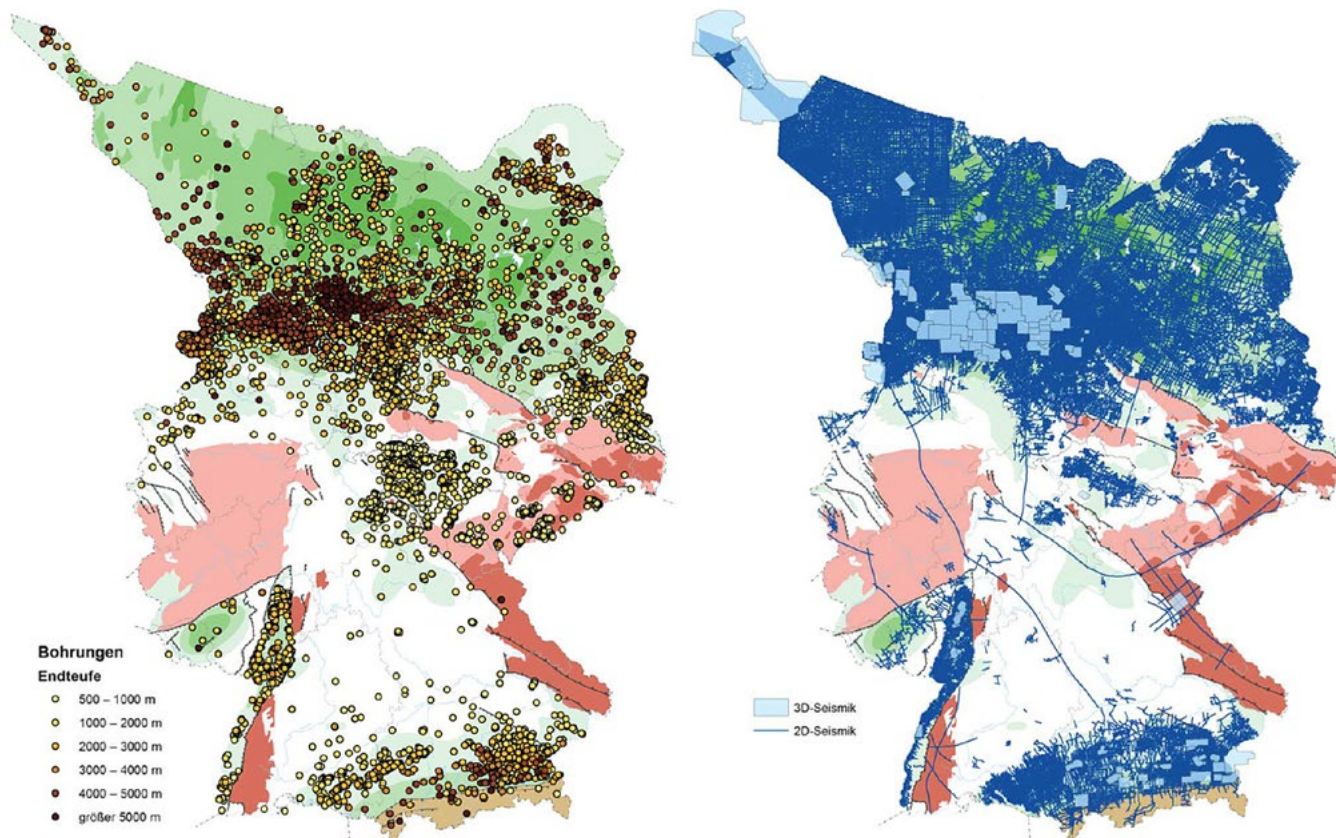 Bohrungen
Endteufe
500 – 1000 m
1000 – 2000 m
2000 – 3000 m
3000 – 4000 m
4000 – 5000 m
größer 5000 m
3D-Seismik
2D-Seismik